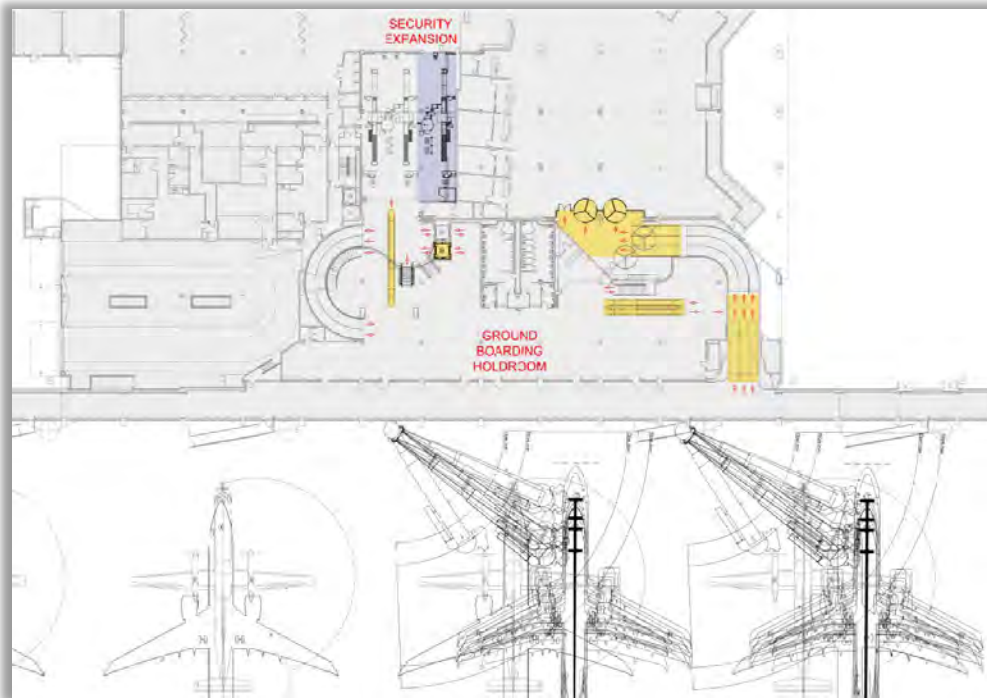 SECURITY
EXPANSION
GROUND
BOARDING
HOLDROOM